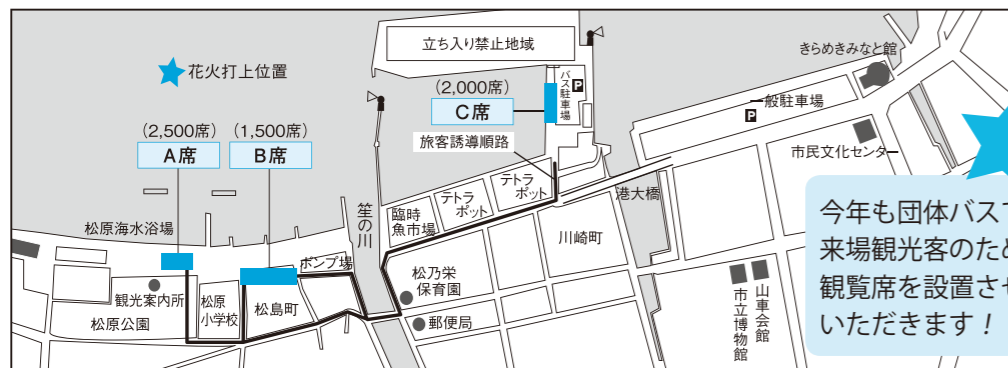 立ち入り禁止地域
きらめきみなと館
花火打上位置
バス駐車場
P
(2,000席)
C席
一般駐車場
P
(2,500席)
A席
(1,500席)
B席
旅客誘導順路
市民文化センター
テトラ
ポット
テトラ
ポット
港大橋
笙の川
臨時
魚市場
松原海水浴場
川崎町
ポンプ場
松乃栄
保育園
観光案内所
松原
小学校
松島町
松原公園
郵便局
市立博物館
山車会館
今年も団体バスで
来場観光客のため
観覧席を設置させ
いただきます！